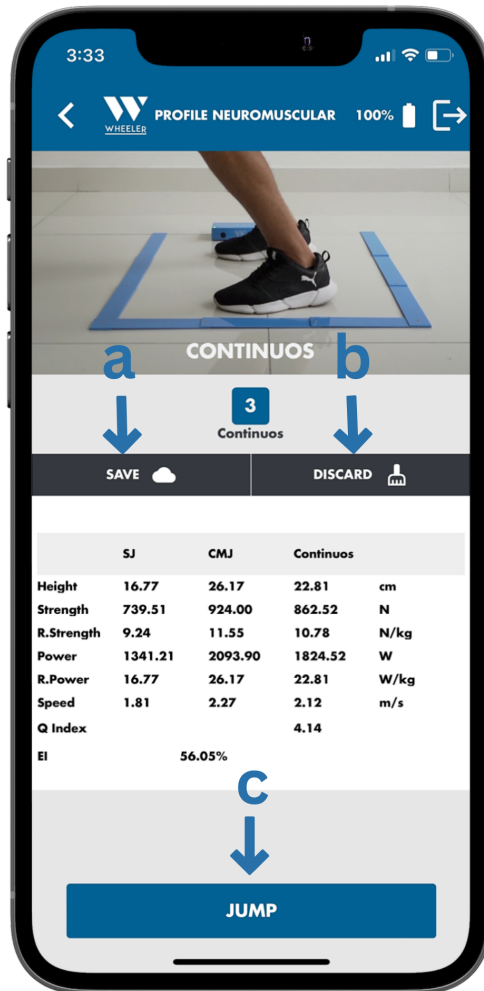 3:33
W WHEELER PROFILE NEUROMUSCULAR 100%
CONTINUOS
a b
3
Continuos
SAVE DISCARD
SJ CMJ Continuos
Height 16.77 26.17 22.81 cm
Strength 739.51 924.00 862.52 N
R.Strength 9.24 11.55 10.78 N/kg
Power 1341.21 2093.90 1824.52 W
R.Power 16.77 26.17 22.81 W/kg
Speed 1.81 2.27 2.12 m/s
Q Index 4.14
EI 56.05%
c
JUMP